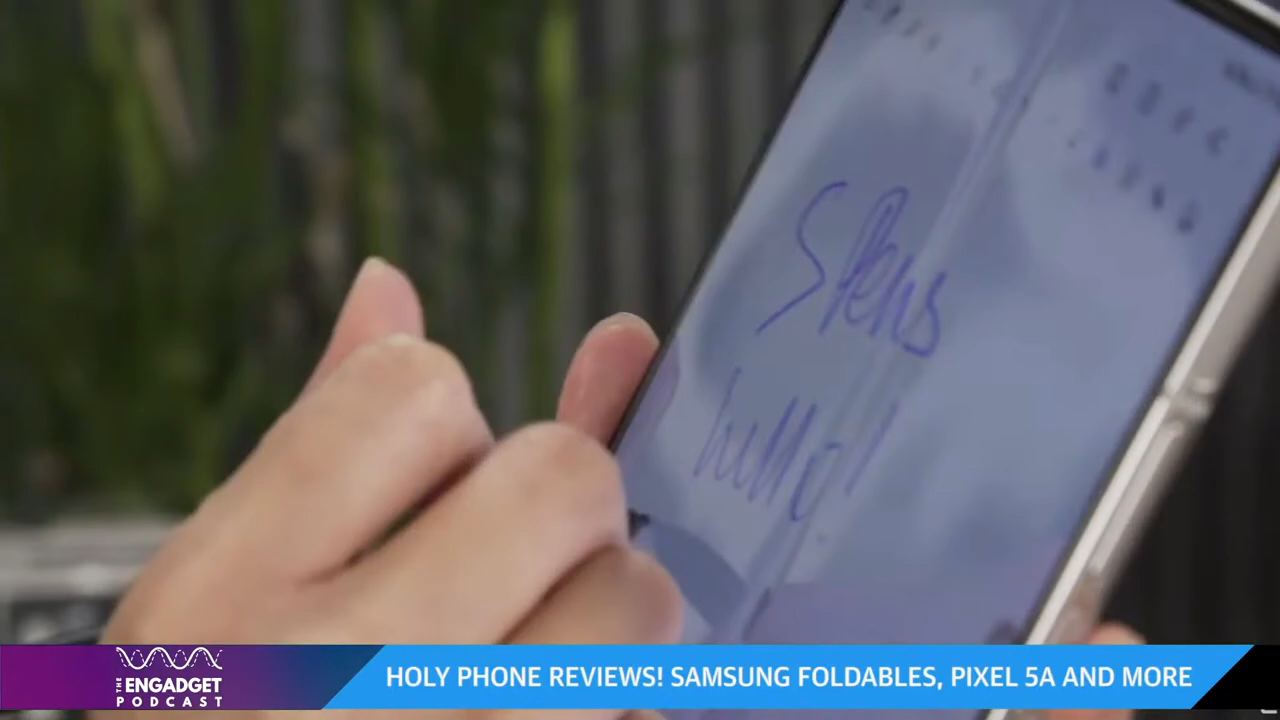 S Pens
hello!
THE
ENGADGET
PODCAST
HOLY PHONE REVIEWS! SAMSUNG FOLDABLES, PIXEL 5A AND MORE